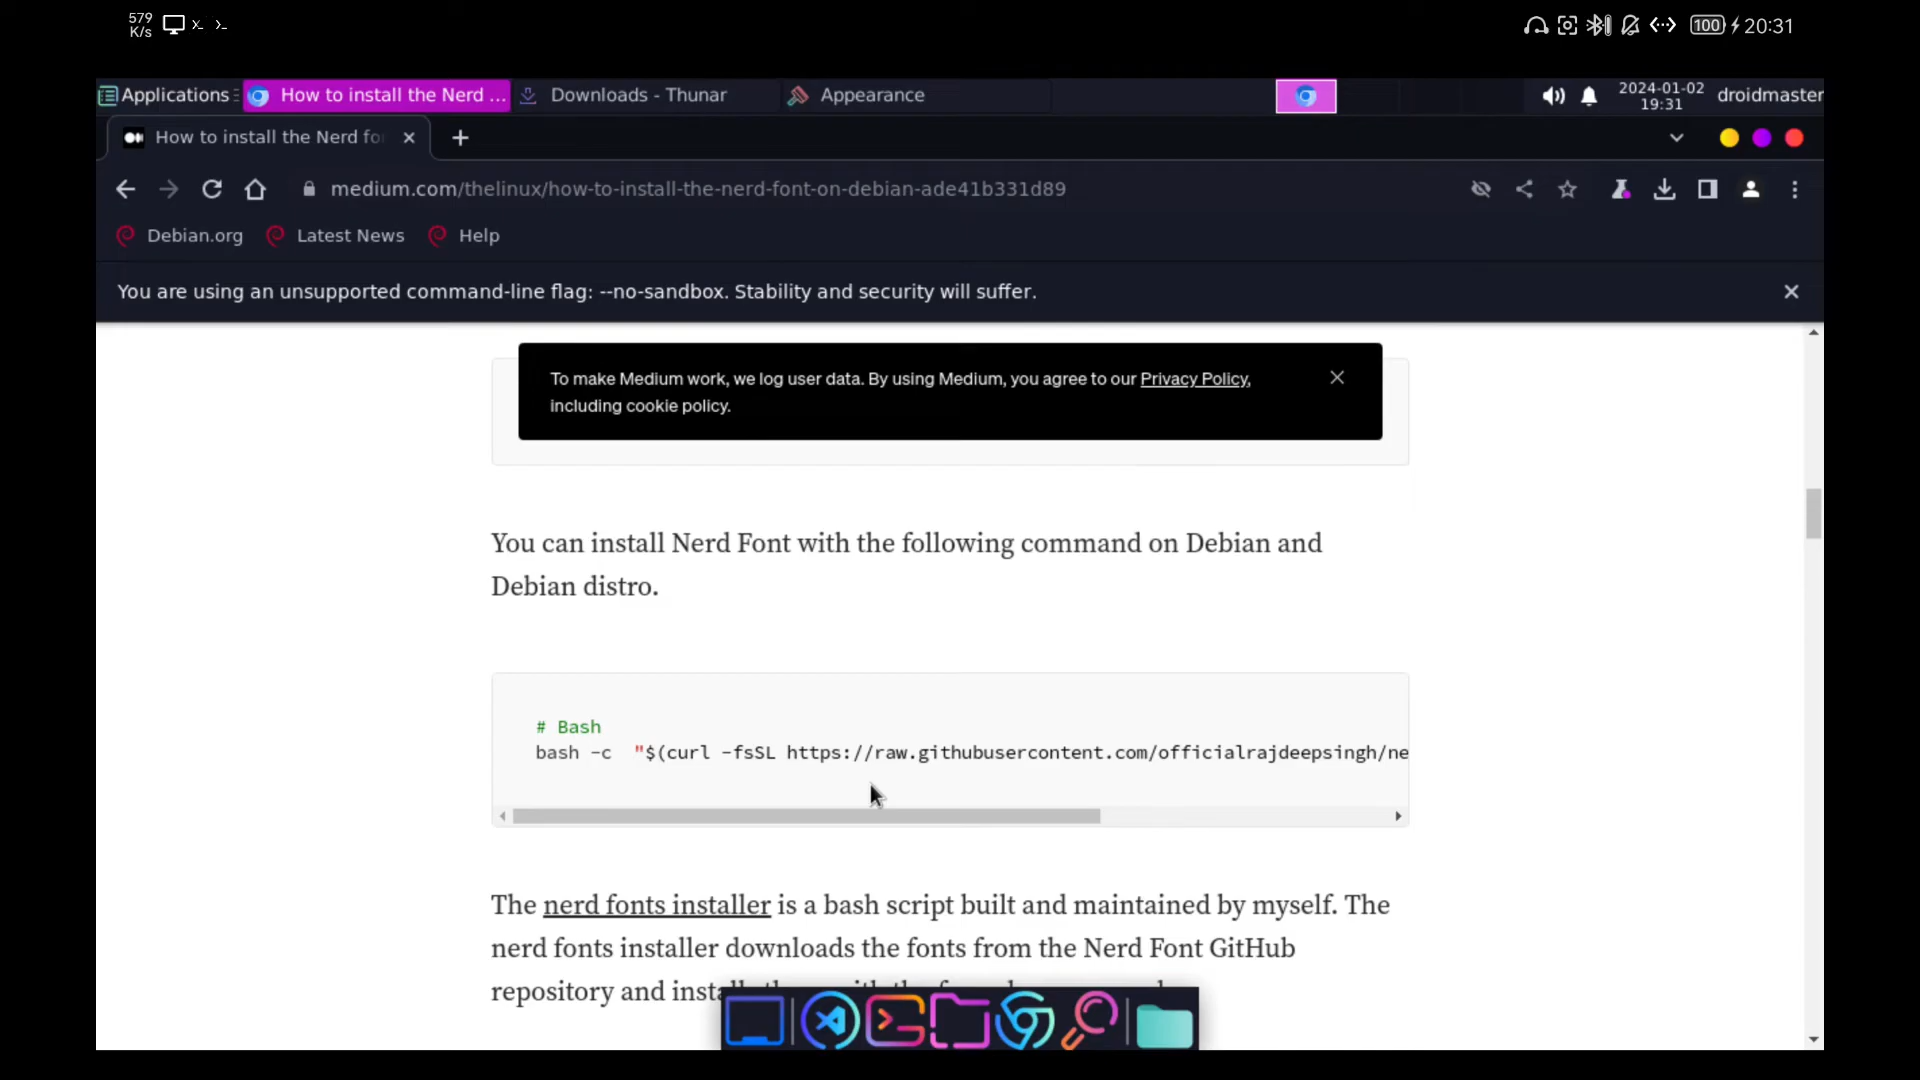 579
K/s
100
20:31
Applications
How to install the Nerd ...
Downloads - Thunar
Appearance
2024-01-02
19:31
droidmaster
How to install the Nerd fo
medium.com/thelinux/how-to-install-the-nerd-font-on-debian-ade41b331d89
Debian.org
Latest News
Help
You are using an unsupported command-line flag: --no-sandbox. Stability and security will suffer.
To make Medium work, we log user data. By using Medium, you agree to our Privacy Policy,
including cookie policy.
You can install Nerd Font with the following command on Debian and
Debian distro.
# Bash
bash -c  "$(curl -fsSL https://raw.githubusercontent.com/officialrajdeepsingh/ne
The nerd fonts installer is a bash script built and maintained by myself. The
nerd fonts installer downloads the fonts from the Nerd Font GitHub
repository and insta